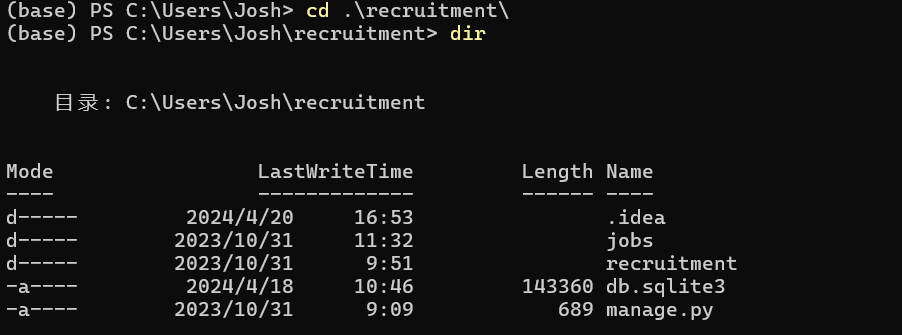 (base) PS C:\Users\Josh> cd .\recruitment\
(base) PS C:\Users\Josh\recruitment> dir
目录: C:\Users\Josh\recruitment
Mode                 LastWriteTime         Length Name
----                 -------------         ------ ----
d-----         2024/4/20     16:53                .idea
d-----        2023/10/31     11:32                jobs
d-----        2023/10/31      9:51                recruitment
-a----         2024/4/18     10:46         143360 db.sqlite3
-a----        2023/10/31      9:09            689 manage.py